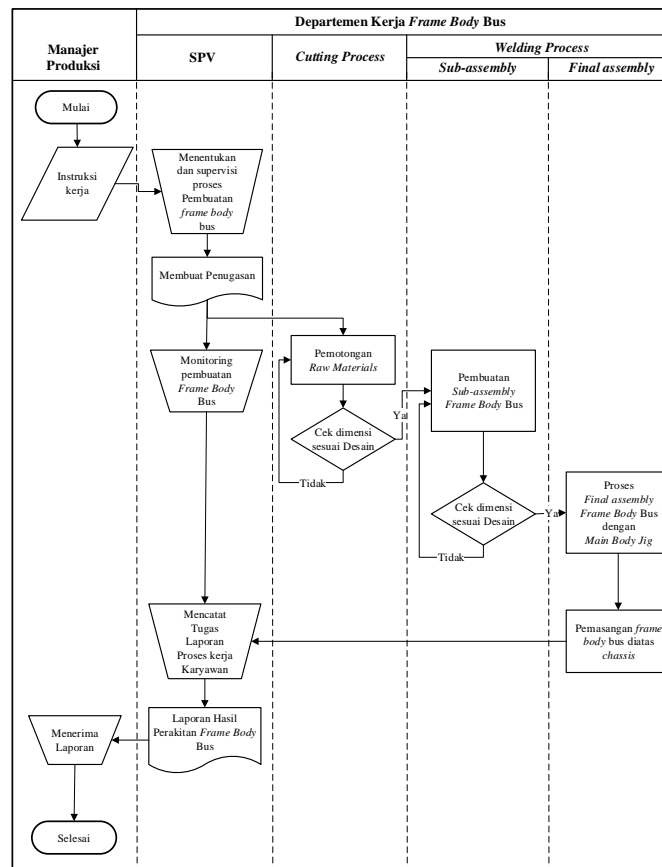 Departemen Kerja Frame Body Bus
Manajer
Produksi
SPV
Cutting Process
Welding Process
Sub-assembly
Final assembly
Mulai
Instruksi
kerja
Menentukan
dan supervisi
proses
Pembuatan
frame body
bus
Membuat Penugasan
Monitoring
pembuatan
Frame Body
Bus
Pemotongan
Raw Materials
Cek dimensi
sesuai Desain
Ya
Tidak
Pembuatan
Sub-assembly
Frame Body Bus
Cek dimensi
sesuai Desain
Ya
Tidak
Proses
Final assembly
Frame Body Bus
dengan
Main Body Jig
Pemasangan frame
body bus diatas
chassis
Mencatat
Tugas
Laporan
Proses kerja
Karyawan
Laporan Hasil
Perakitan Frame Body
Bus
Menerima
Laporan
Selesai